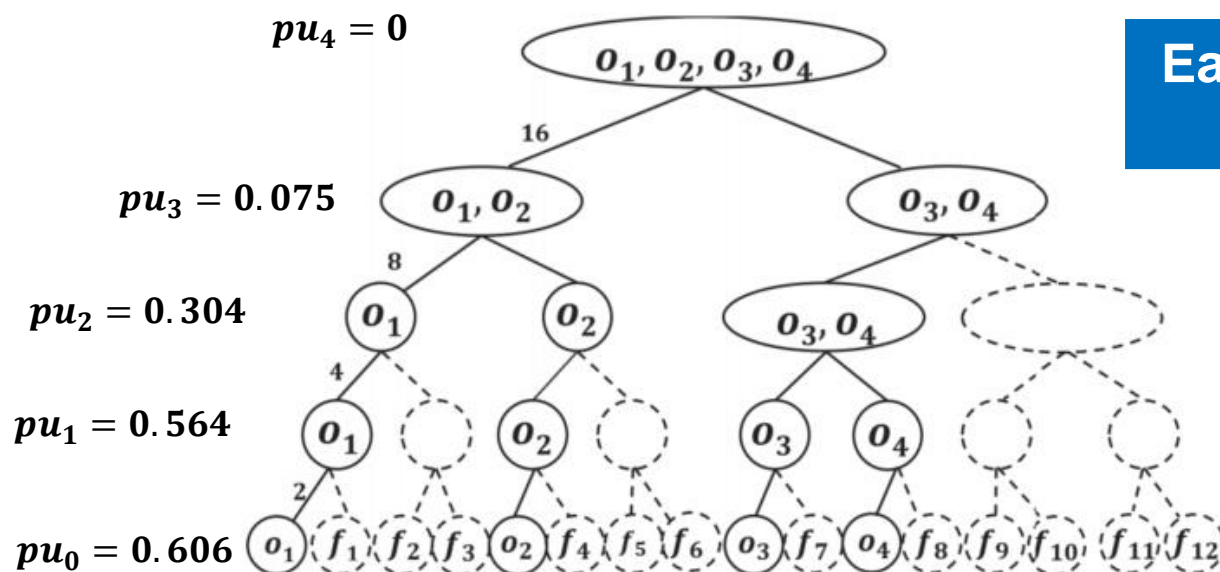 pu₄ = 0
o₁, o₂, o₃, o₄
Ea
16
pu₃ = 0.075
o₁, o₂
o₃, o₄
8
pu₂ = 0.304
o₁
o₂
o₃, o₄
4
pu₁ = 0.564
o₁
o₂
o₃
o₄
2
pu₀ = 0.606
o₁ f₁ f₂ f₃ o₂ f₄ f₅ f₆ o₃ f₇ o₄ f₈ f₉ f₁₀ f₁₁ f₁₂